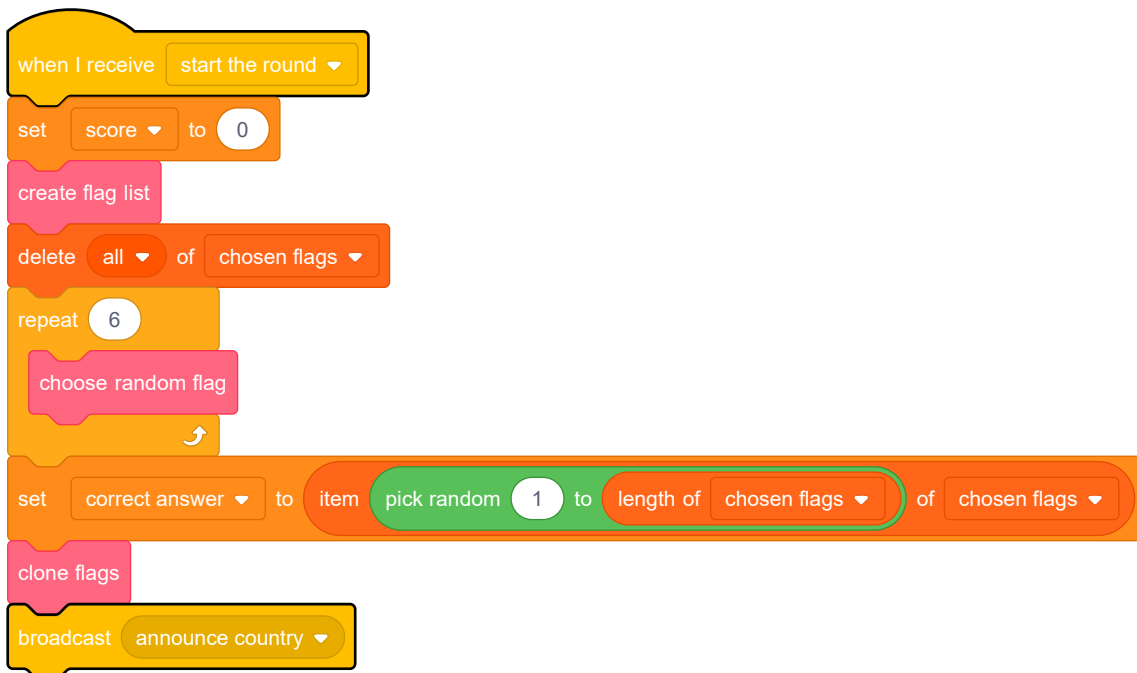 when I receive start the round
set score to 0
create flag list
delete all of chosen flags
repeat 6
choose random flag
set correct answer to item pick random 1 to length of chosen flags of chosen flags
clone flags
broadcast announce country